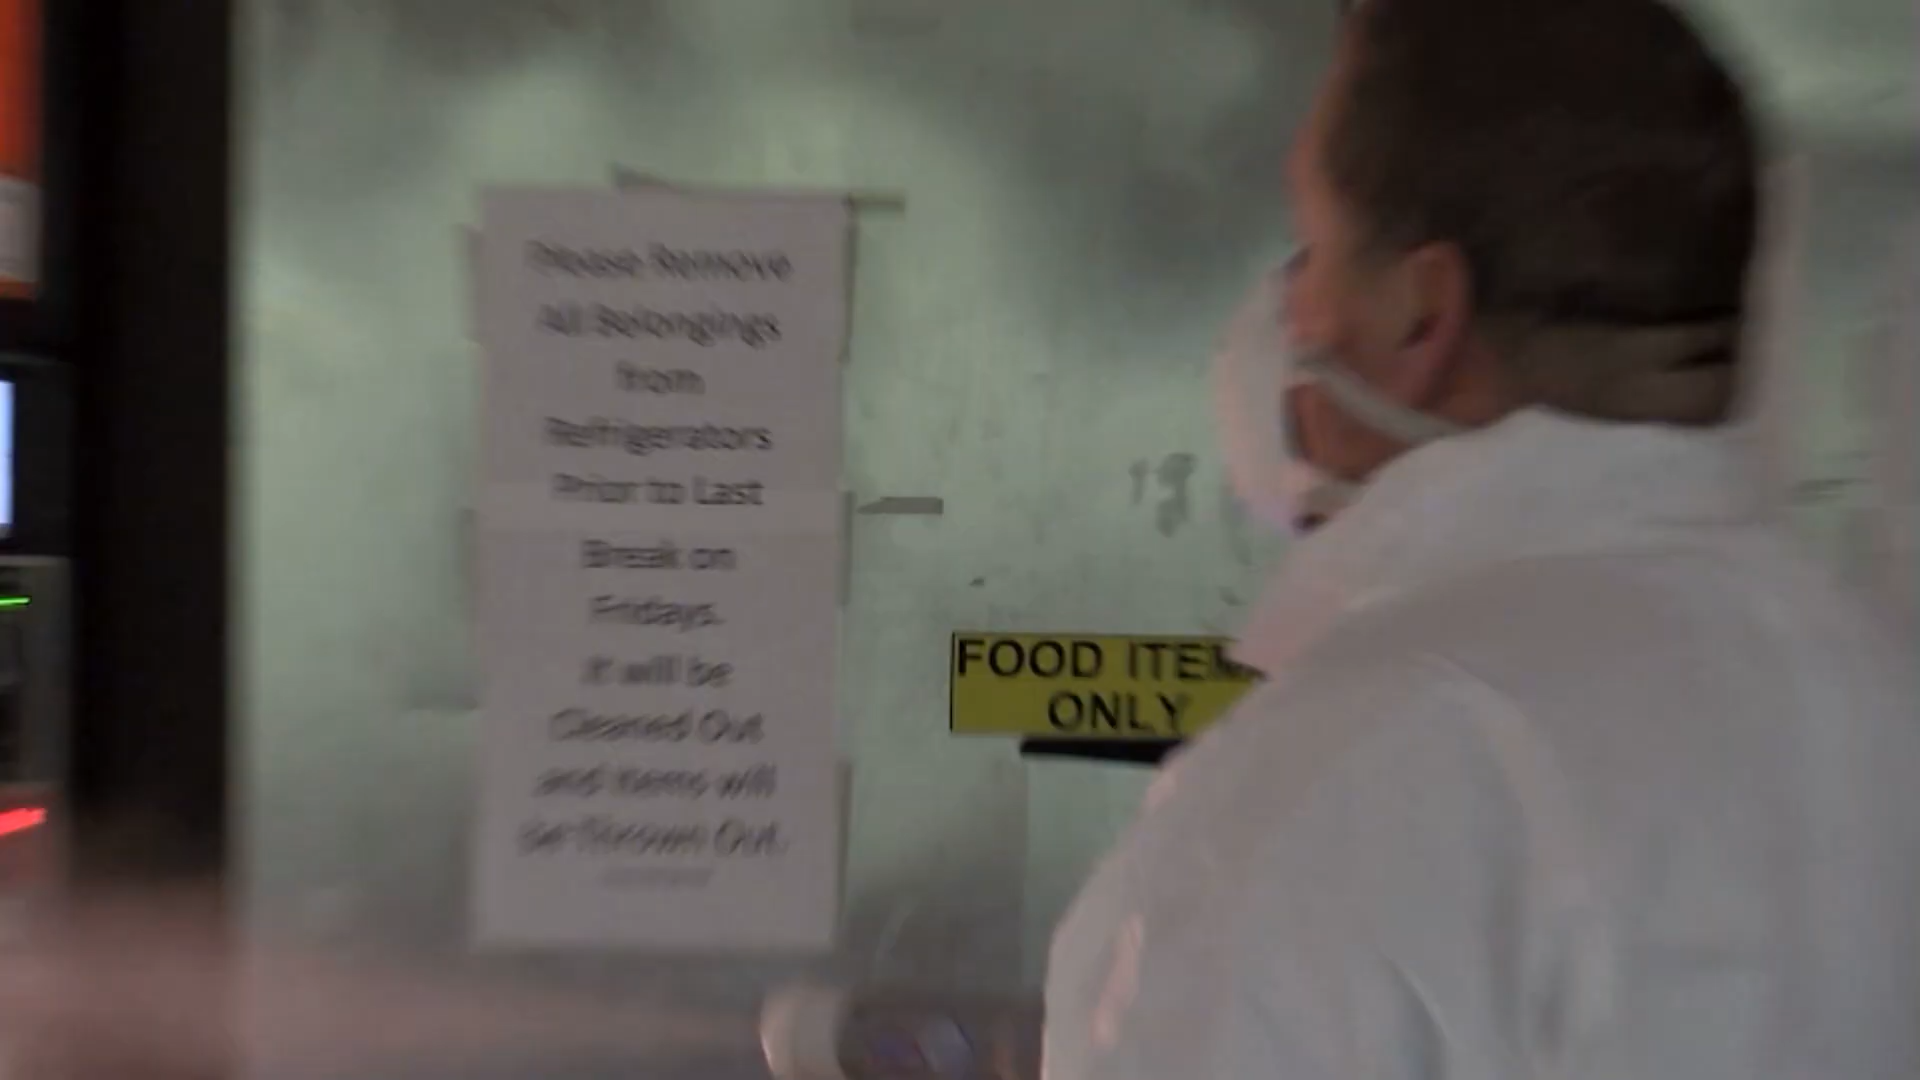 Please Remove
All Belongings
from
Refrigerators
Prior to Last
Break on
Fridays.
It will be
Cleaned Out
and Items will
be Thrown Out.
FOOD ITEM
ONLY